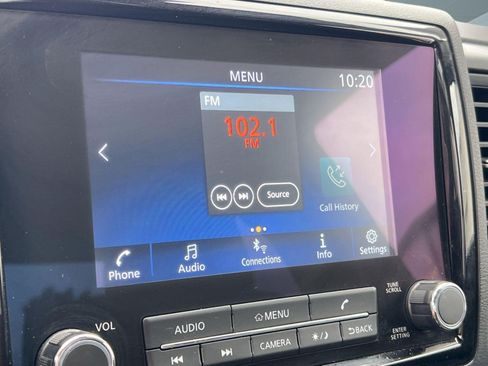 MENU
10:20
FM
102.1
FM
Source
Call History
Phone
Audio
Connections
Info
Settings
VOL
AUDIO
MENU
TUNE
SCROLL
CAMERA
BACK
ENTER
SETTING